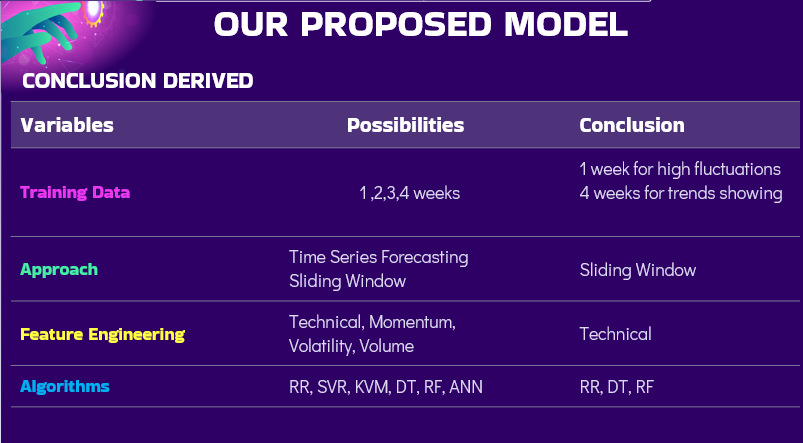 OUR PROPOSED MODEL
CONCLUSION DERIVED
Variables Possibilities Conclusion
Training Data 1 ,2,3,4 weeks 1 week for high fluctuations
4 weeks for trends showing
Approach Time Series Forecasting
Sliding Window Sliding Window
Feature Engineering Technical, Momentum,
Volatility, Volume Technical
Algorithms RR, SVR, KVM, DT, RF, ANN RR, DT, RF